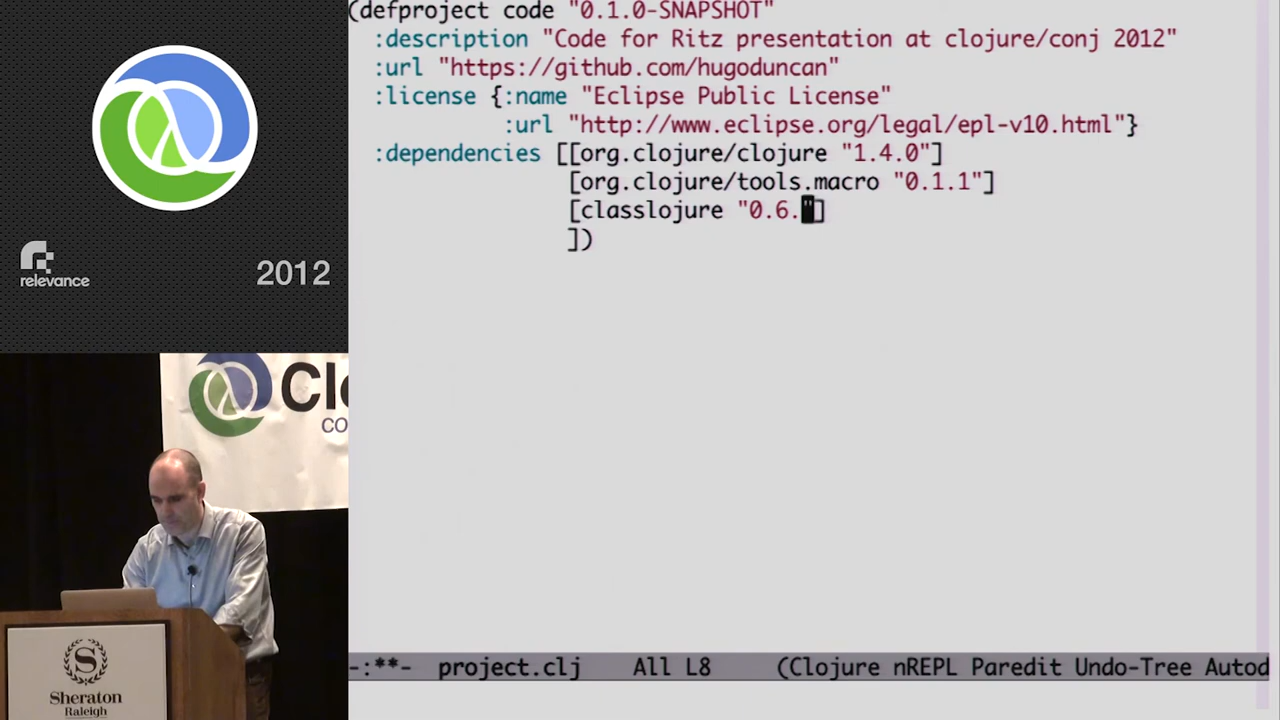 (defproject code "0.1.0-SNAPSHOT"
:description "Code for Ritz presentation at clojure/conj 2012"
:url "https://github.com/hugoduncan"
:license {:name "Eclipse Public License"
:url "http://www.eclipse.org/legal/epl-v10.html"}
:dependencies [[org.clojure/clojure "1.4.0"]
[org.clojure/tools.macro "0.1.1"]
[classlojure "0.6."]
])
-:**- project.clj All L8 (Clojure nREPL Paredit Undo-Tree Autod
relevance
2012
Clo
CO
S
Sheraton
Raleigh